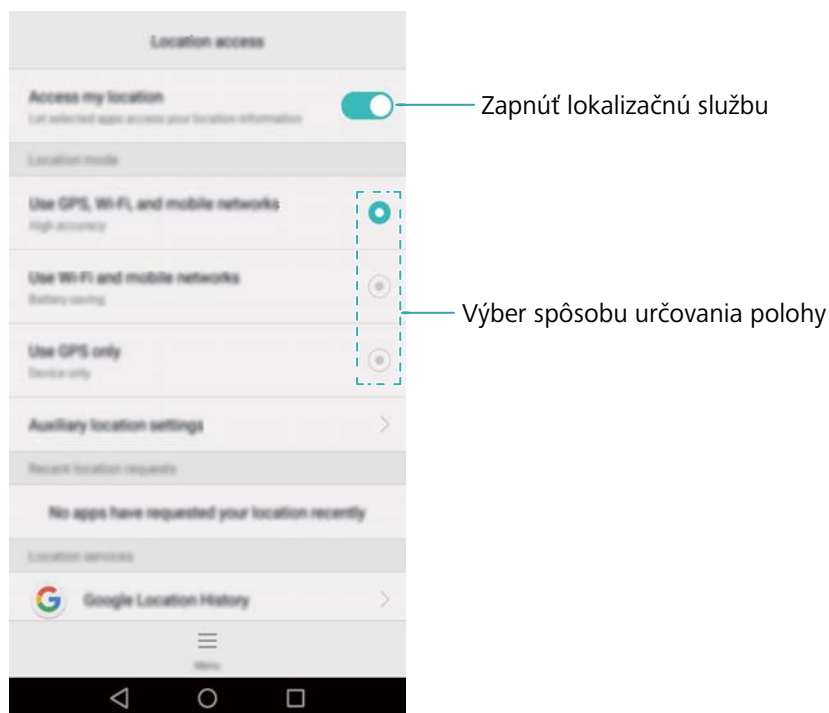 Location access
Access my location
Let selected apps access your location information
Zapnúť lokalizačnú službu
Location mode
Use GPS, Wi-Fi, and mobile networks
High accuracy
Use Wi-Fi and mobile networks
Battery saving
Výber spôsobu určovania polohy
Use GPS only
Device only
Auxiliary location settings
Recent location requests
No apps have requested your location recently
Location services
G Google Location History
Menu